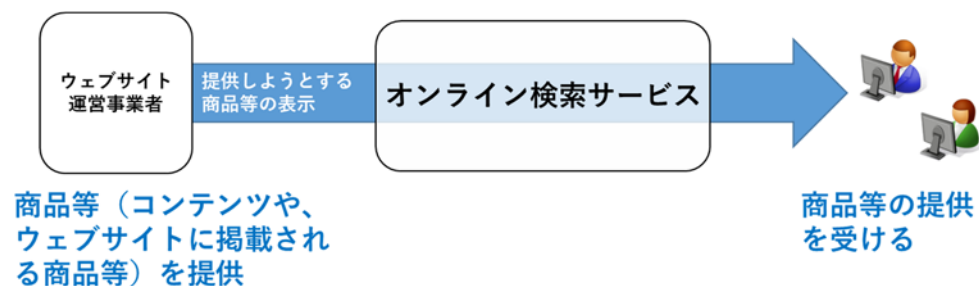 ウェブサイト
運営事業者
提供しようとする
商品等の表示
オンライン検索サービス
商品等（コンテンツや、
ウェブサイトに掲載され
る商品等）を提供
商品等の提供
を受ける